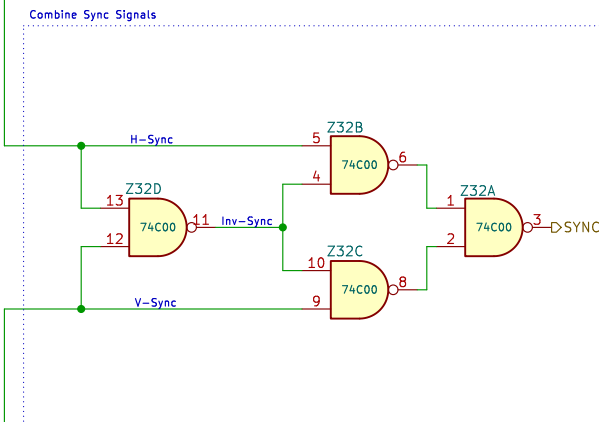 Combine Sync Signals
Z32B
H-Sync
5
74C00
6
4
Z32D
13
74C00
11
12
Inv-Sync
Z32A
1
74C00
3
SYNC
2
Z32C
10
74C00
8
9
V-Sync